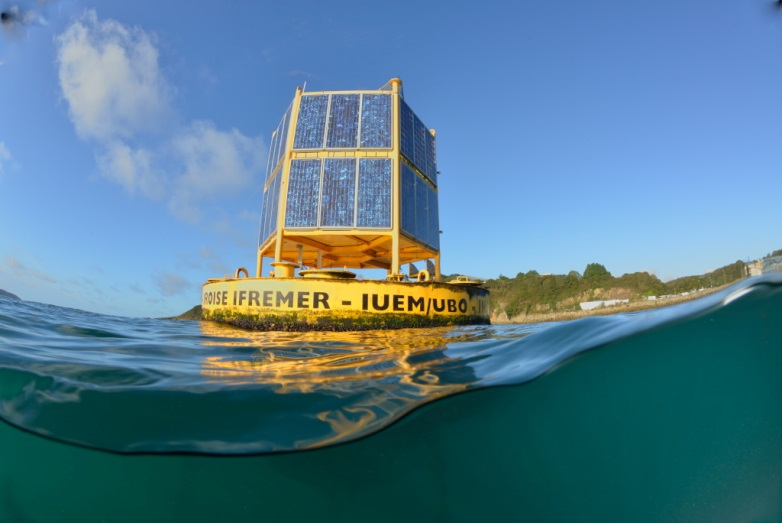 ROISE IFREMER - IUEM/UBO -